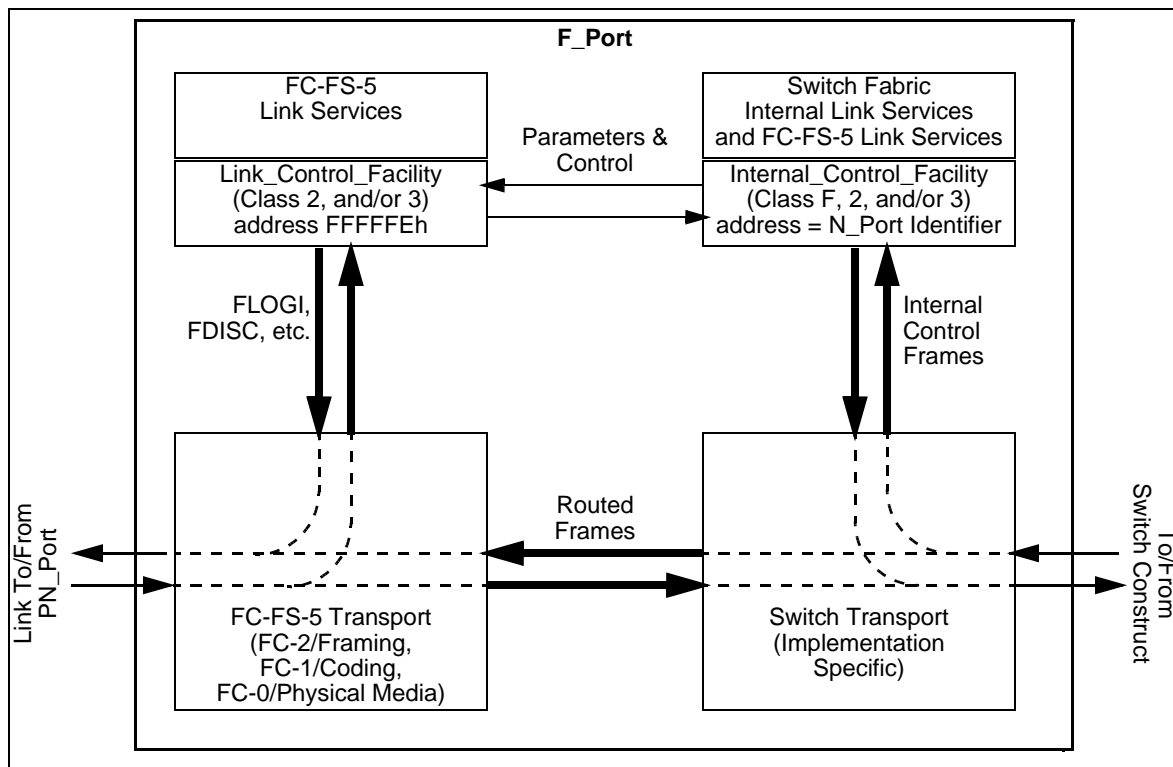 F_Port
FC-FS-5
Link Services
Switch Fabric
Internal Link Services
and FC-FS-5 Link Services
Parameters &
Control
Link_Control_Facility
(Class 2, and/or 3)
address FFFFFEh
Internal_Control_Facility
(Class F, 2, and/or 3)
address = N_Port Identifier
FLOGI,
FDISC, etc.
Internal
Control
Frames
Link To/From
PN_Port
Routed
Frames
To/From
Switch Construct
FC-FS-5 Transport
(FC-2/Framing,
FC-1/Coding,
FC-0/Physical Media)
Switch Transport
(Implementation
Specific)